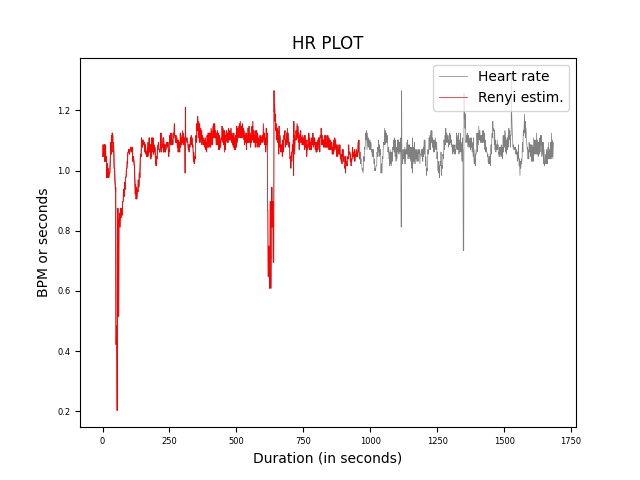 HR PLOT
Heart rate
Renyi estim.
BPM or seconds
1.2
1.0
0.8
0.6
0.4
0.2
0 250 500 750 1000 1250 1500 1750
Duration (in seconds)